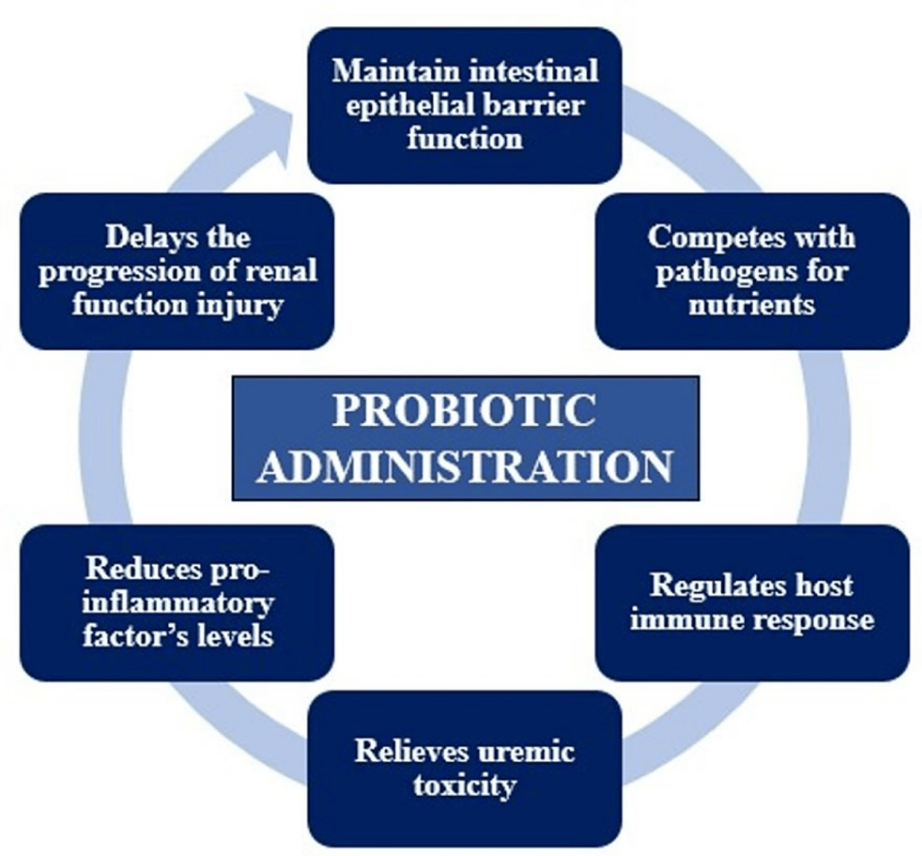 Maintain intestinal
epithelial barrier
function
Competes with
pathogens for
nutrients
Regulates host
immune response
Relieves uremic
toxicity
Reduces pro-
inflammatory
factor’s levels
Delays the
progression of renal
function injury
PROBIOTIC
ADMINISTRATION